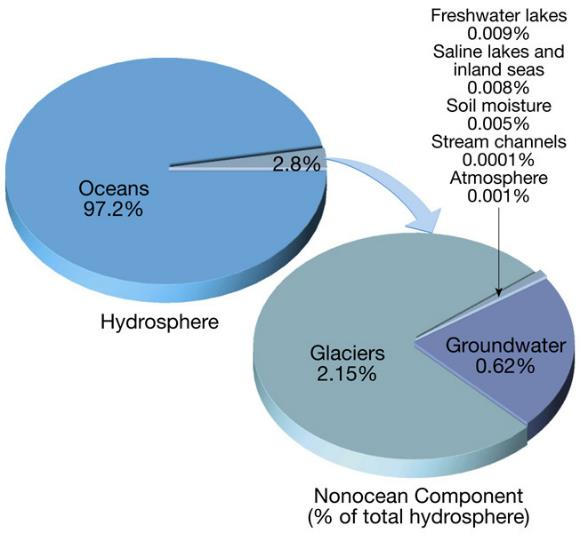 Freshwater lakes
0.009%
Saline lakes and
inland seas
0.008%
Soil moisture
0.005%
Stream channels
0.0001%
Atmosphere
0.001%
2.8%
Oceans
97.2%
Hydrosphere
Glaciers
2.15%
Groundwater
0.62%
Nonocean Component
(% of total hydrosphere)